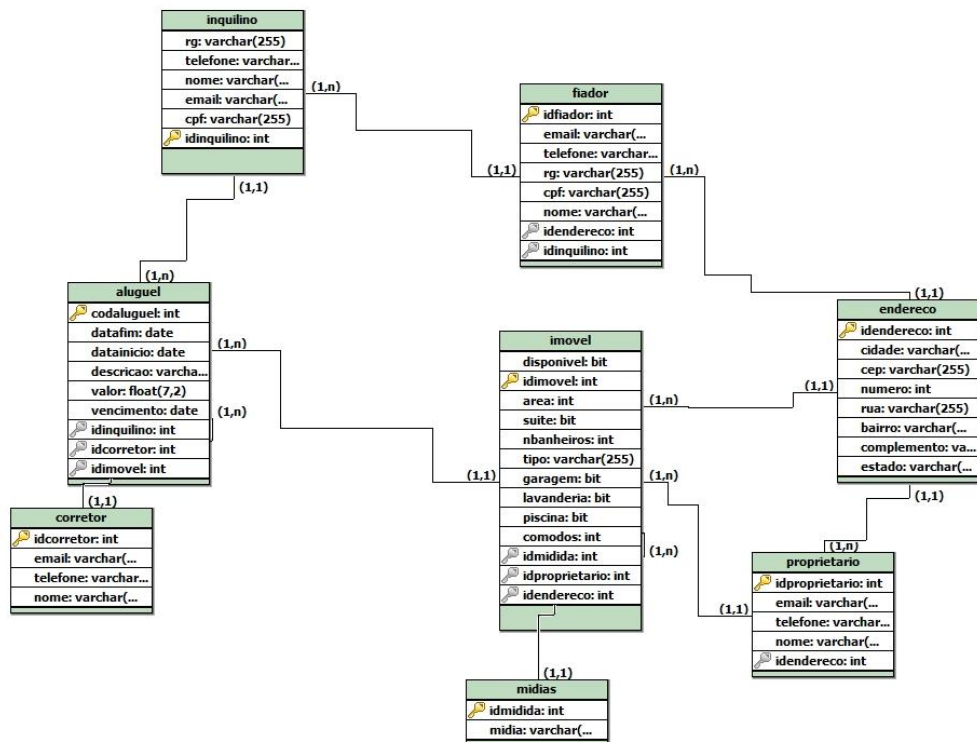 inquilino
rg: varchar(255)
telefone: varchar...
nome: varchar(...
email: varchar(...
cpf: varchar(255)
idinquilino: int
(1,n)
(1,1)
fiador
idfiador: int
email: varchar(...
telefone: varchar...
rg: varchar(255)
cpf: varchar(255)
nome: varchar(...
idendereco: int
idinquilino: int
(1,1)
(1,n)
(1,n)
aluguel
codaluguel: int
datafim: date
datainicio: date
descricao: varcha...
valor: float(7,2)
vencimento: date
idinquilino: int
idcorretor: int
idimovel: int
(1,n)
(1,n)
(1,1)
corretor
idcorretor: int
email: varchar(...
telefone: varchar...
nome: varchar(...
imovel
disponivel: bit
idimovel: int
area: int
suite: bit
nbanheiros: int
tipo: varchar(255)
garagem: bit
lavanderia: bit
piscina: bit
comodos: int
idmidida: int
idproprietario: int
idendereco: int
(1,1)
(1,n)
(1,n)
(1,n)
(1,1)
(1,1)
endereco
idendereco: int
cidade: varchar(...
cep: varchar(255)
numero: int
rua: varchar(255)
bairro: varchar(...
complemento: va...
estado: varchar(...
(1,1)
(1,n)
(1,1)
proprietario
idproprietario: int
email: varchar(...
telefone: varchar...
nome: varchar(...
idendereco: int
(1,1)
midias
idmidida: int
midia: varchar(...